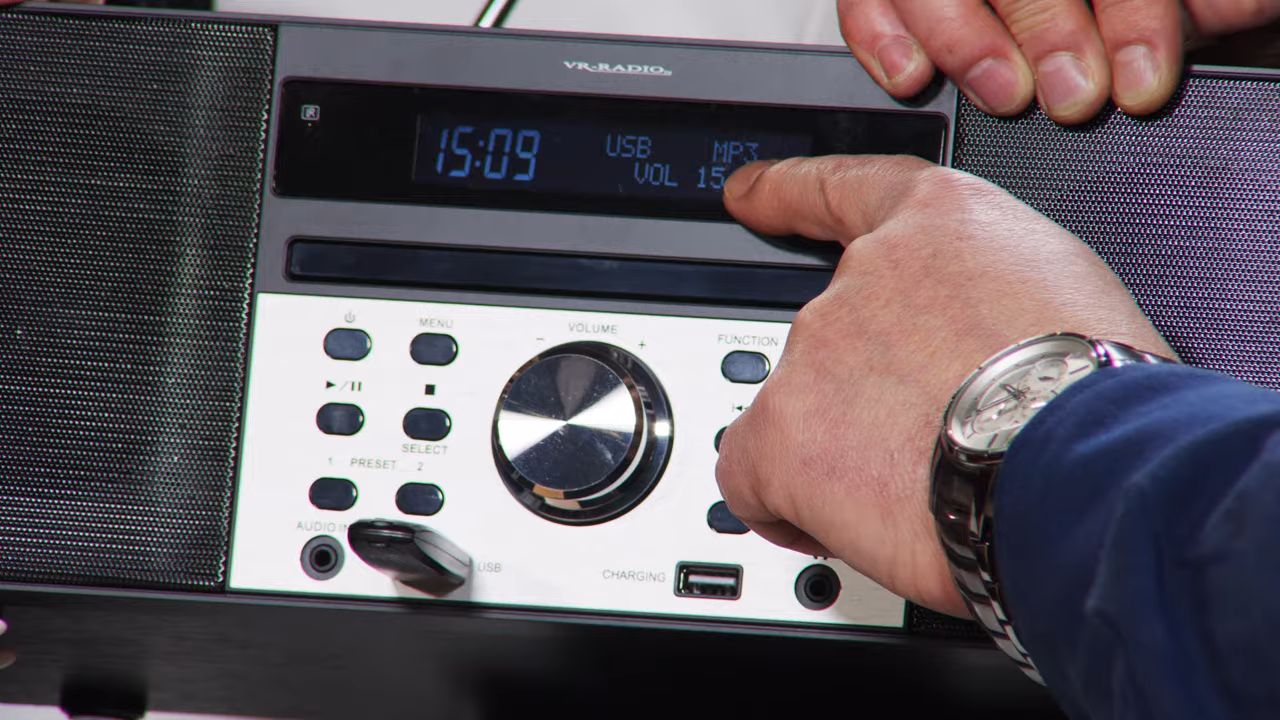 VR-RADIO
IR
15:09 USB MP3
VOL 15
MENU
VOLUME
- +
FUNCTION
SELECT
1 PRESET 2
AUDIO IN
USB
CHARGING